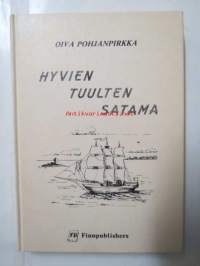 OIVA POHJANPIRKKA
HYVIEN
TUULTEN
SATAMA
Finnpublishers